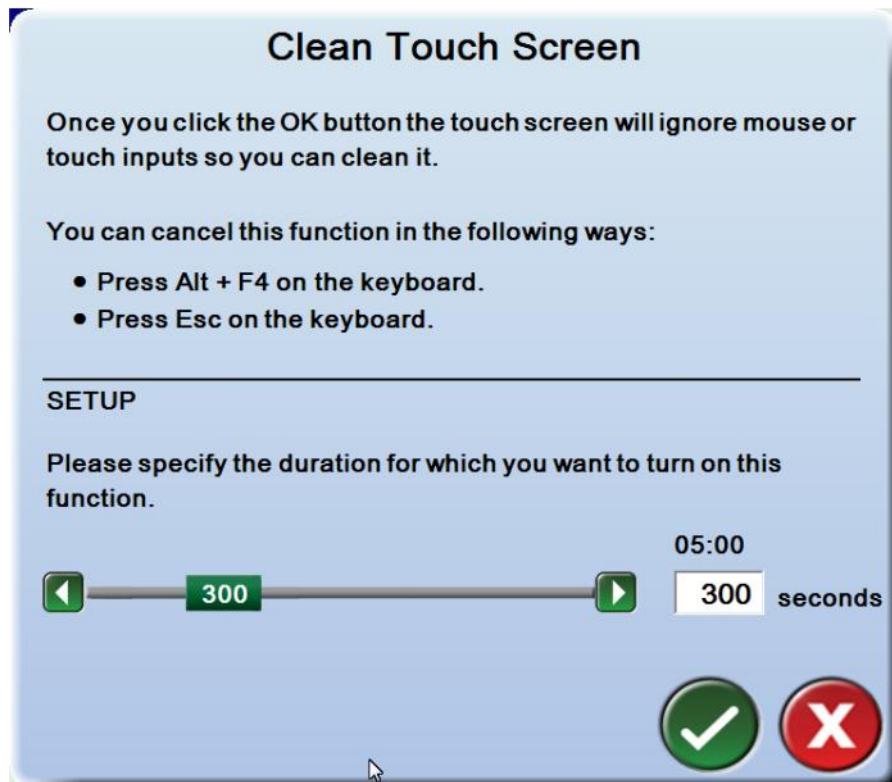 Clean Touch Screen
Once you click the OK button the touch screen will ignore mouse or
touch inputs so you can clean it.
You can cancel this function in the following ways:
• Press Alt + F4 on the keyboard.
• Press Esc on the keyboard.
SETUP
Please specify the duration for which you want to turn on this
function.
05:00
300
300 seconds